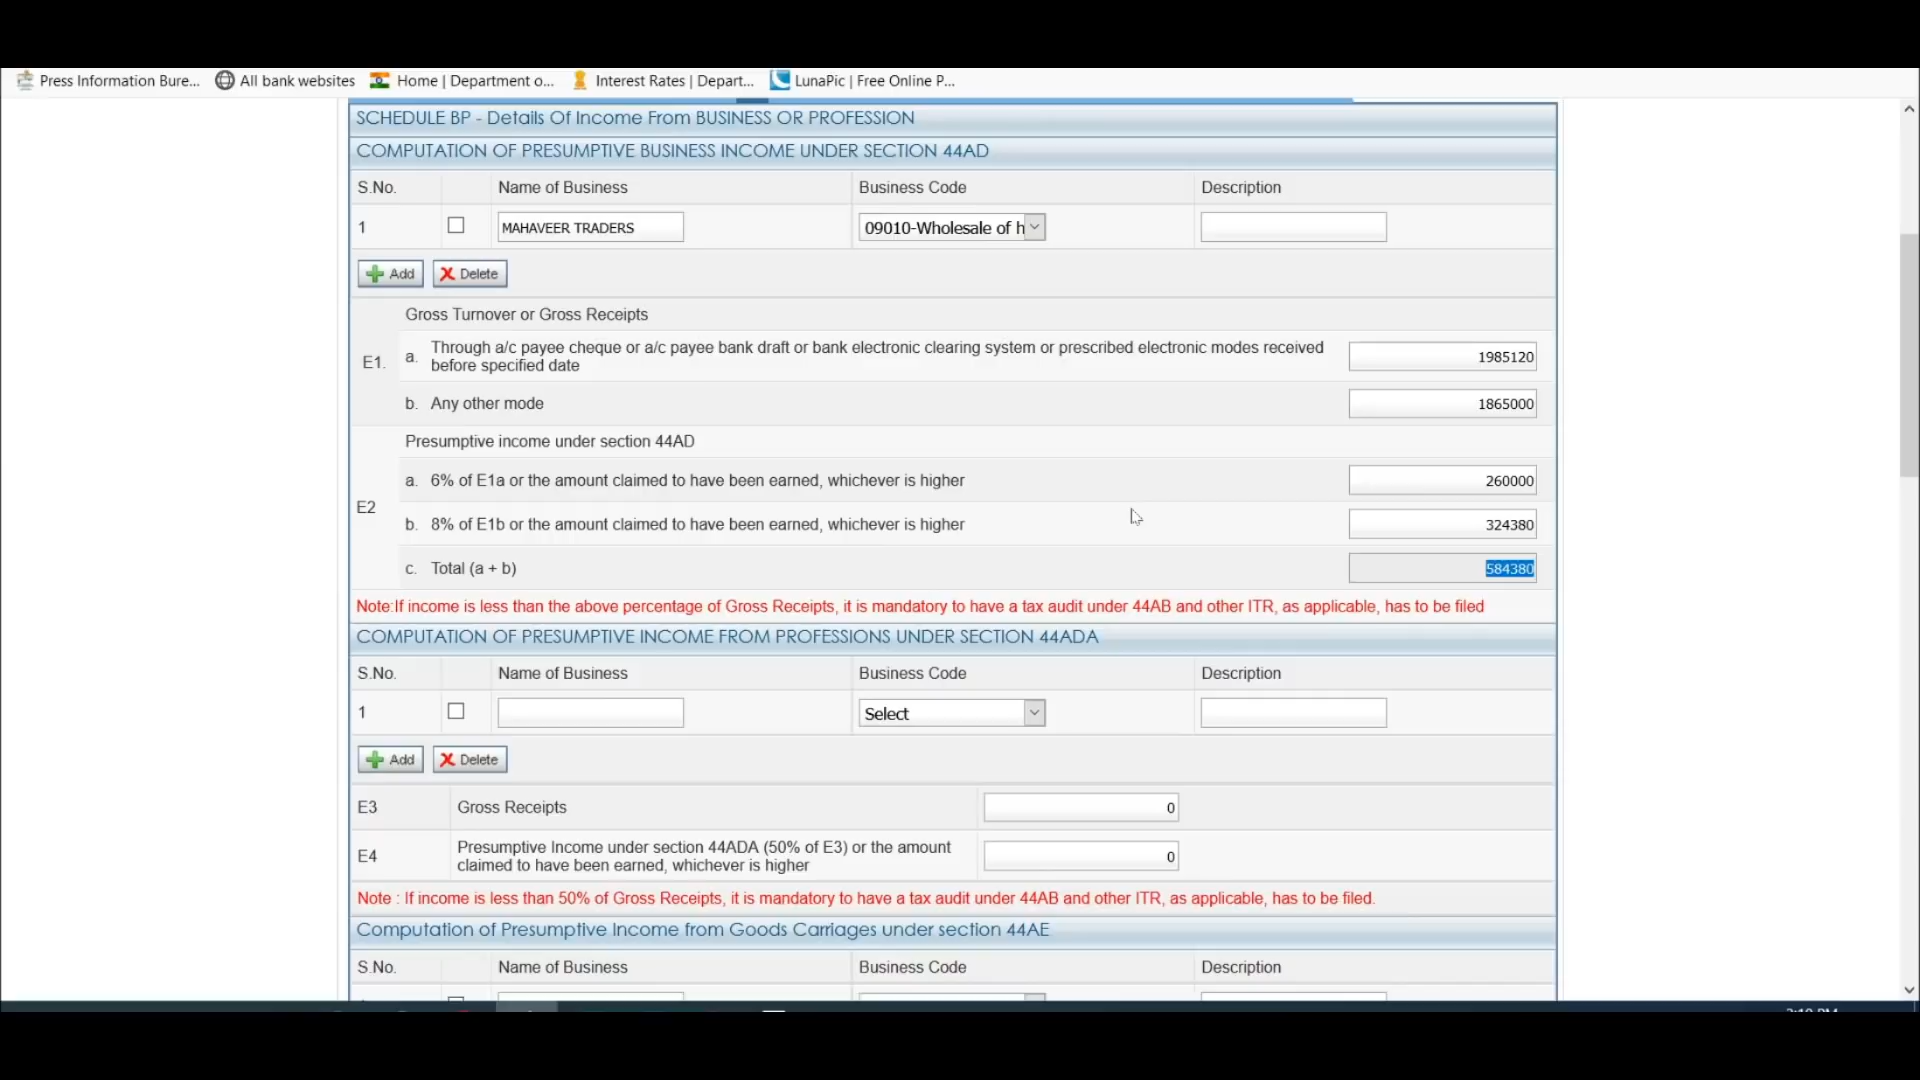 Press Information Bure... All bank websites Home | Department o... Interest Rates | Depart... LunaPic | Free Online P...
SCHEDULE BP - Details Of Income From BUSINESS OR PROFESSION
COMPUTATION OF PRESUMPTIVE BUSINESS INCOME UNDER SECTION 44AD
S.No. Name of Business Business Code Description
1 MAHAVEER TRADERS 09010-Wholesale of h
Add Delete
Gross Turnover or Gross Receipts
E1. a. Through a/c payee cheque or a/c payee bank draft or bank electronic clearing system or prescribed electronic modes received 1985120
before specified date
b. Any other mode 1865000
Presumptive income under section 44AD
a. 6% of E1a or the amount claimed to have been earned, whichever is higher 260000
E2
b. 8% of E1b or the amount claimed to have been earned, whichever is higher 324380
c. Total (a + b) 584380
Note:If income is less than the above percentage of Gross Receipts, it is mandatory to have a tax audit under 44AB and other ITR, as applicable, has to be filed
COMPUTATION OF PRESUMPTIVE INCOME FROM PROFESSIONS UNDER SECTION 44ADA
S.No. Name of Business Business Code Description
1 Select
Add Delete
E3 Gross Receipts 0
E4 Presumptive Income under section 44ADA (50% of E3) or the amount 0
claimed to have been earned, whichever is higher
Note : If income is less than 50% of Gross Receipts, it is mandatory to have a tax audit under 44AB and other ITR, as applicable, has to be filed.
Computation of Presumptive Income from Goods Carriages under section 44AE
S.No. Name of Business Business Code Description